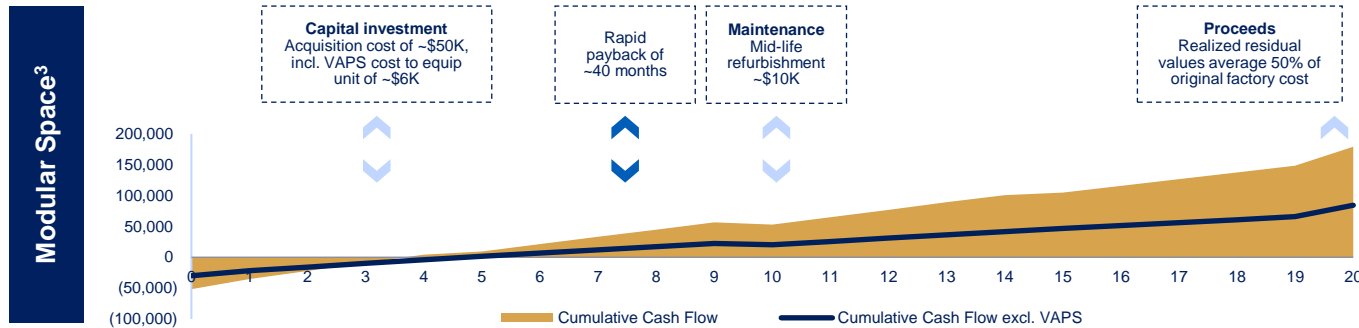 Modular Space3
Capital investment
Acquisition cost of ~$50K,
incl. VAPS cost to equip
unit of ~$6K
Rapid
payback of
~40 months
Maintenance
Mid-life
refurbishment
~$10K
Proceeds
Realized residual
values average 50% of
original factory cost
200,000
150,000
100,000
50,000
0
(50,000)
(100,000)
0 1 2 3 4 5 6 7 8 9 10 11 12 13 14 15 16 17 18 19 20
Cumulative Cash Flow
Cumulative Cash Flow excl. VAPS